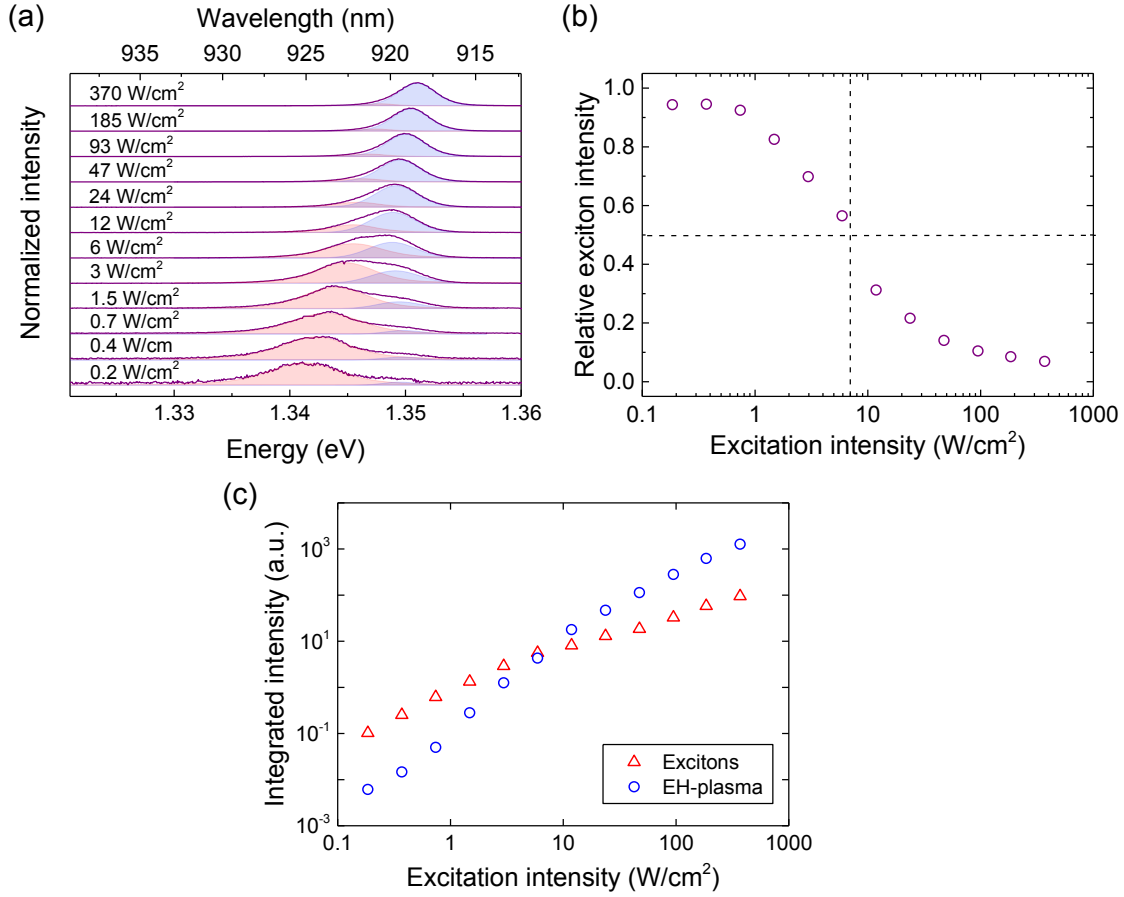 (a)
Wavelength (nm)
935 930 925 920 915
370 W/cm²
185 W/cm²
93 W/cm²
47 W/cm²
24 W/cm²
12 W/cm²
6 W/cm²
3 W/cm²
1.5 W/cm²
0.7 W/cm²
0.4 W/cm
0.2 W/cm²
Normalized intensity
1.33 1.34 1.35 1.36
Energy (eV)
(b)
1.0
0.8
0.6
0.4
0.2
0.0
Relative exciton intensity
0.1 1 10 100 1000
Excitation intensity (W/cm²)
(c)
10³
10¹
10⁻¹
10⁻³
Integrated intensity (a.u.)
Excitons
EH-plasma
0.1 1 10 100 1000
Excitation intensity (W/cm²)